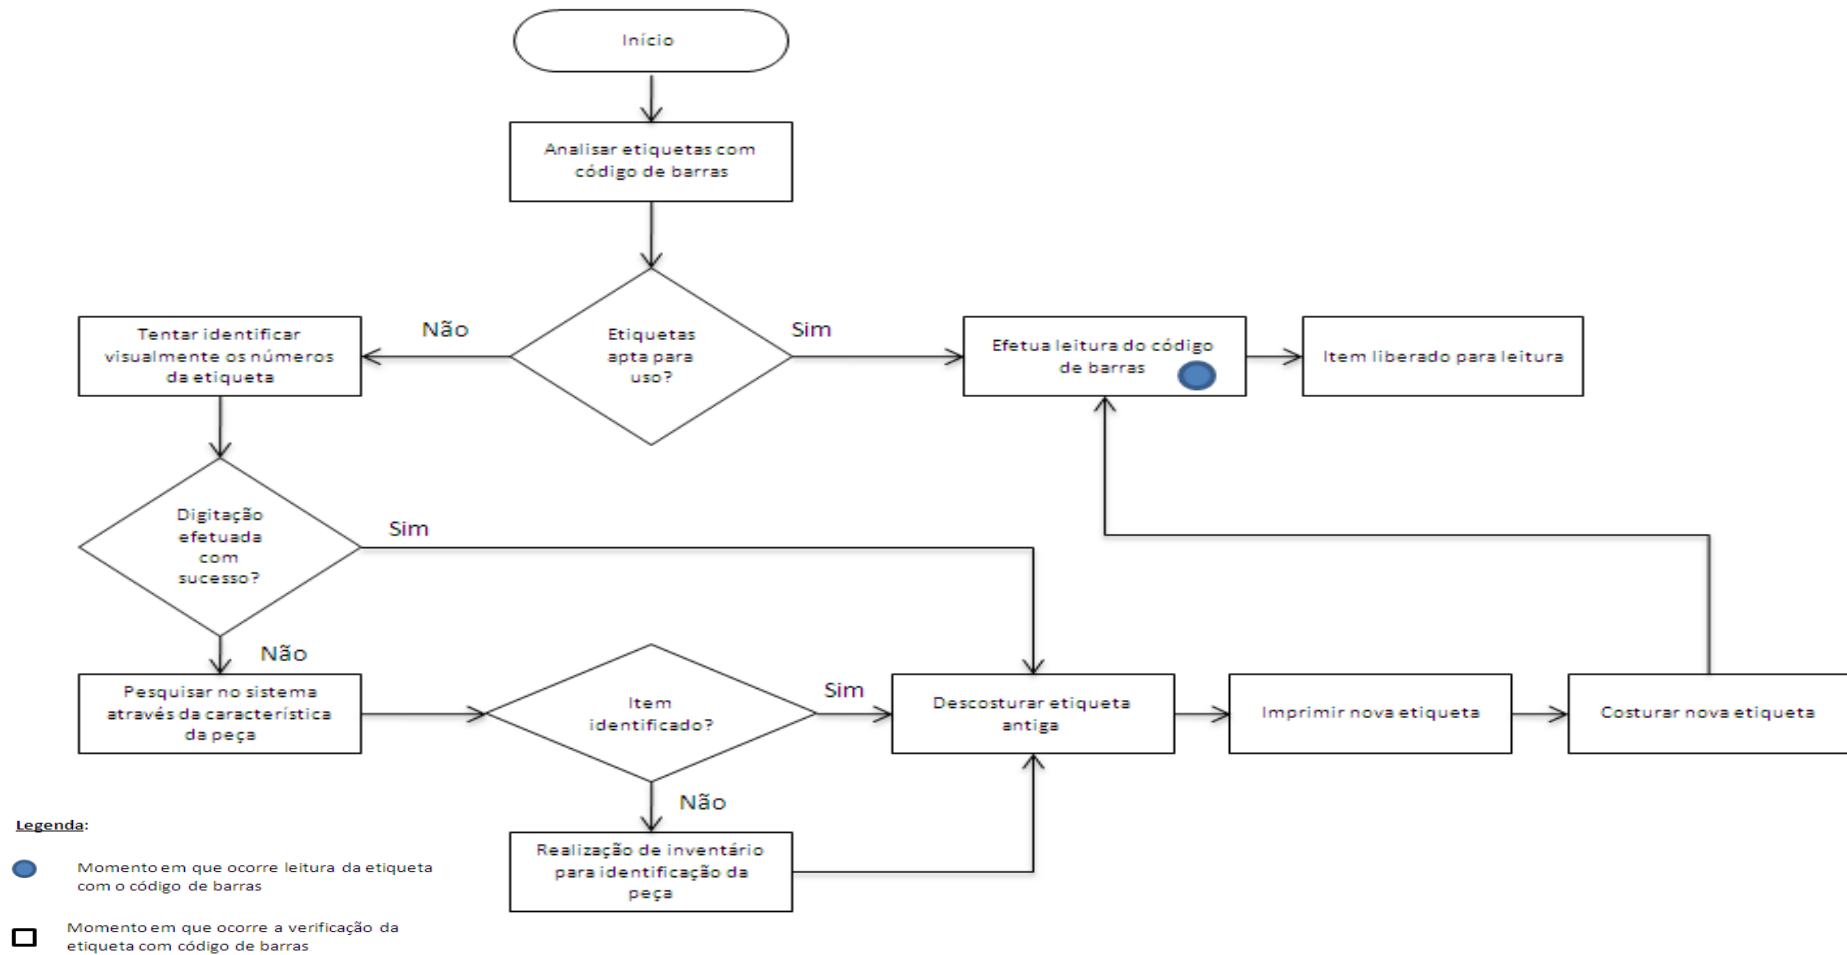 Início
Analisar etiquetas com
código de barras
Etiquetas
apta para
uso?
Não
Sim
Tentar identificar
visualmente os números
da etiqueta
Efetua leitura do código
de barras
Item liberado para leitura
Digitação
efetuada
com
sucesso?
Sim
Não
Pesquisar no sistema
através da característica
da peça
Item
identificado?
Sim
Descosturar etiqueta
antiga
Imprimir nova etiqueta
Costurar nova etiqueta
Não
Realização de inventário
para identificação da
peça
Legenda:
Momento em que ocorre leitura da etiqueta
com o código de barras
Momento em que ocorre a verificação da
etiqueta com código de barras